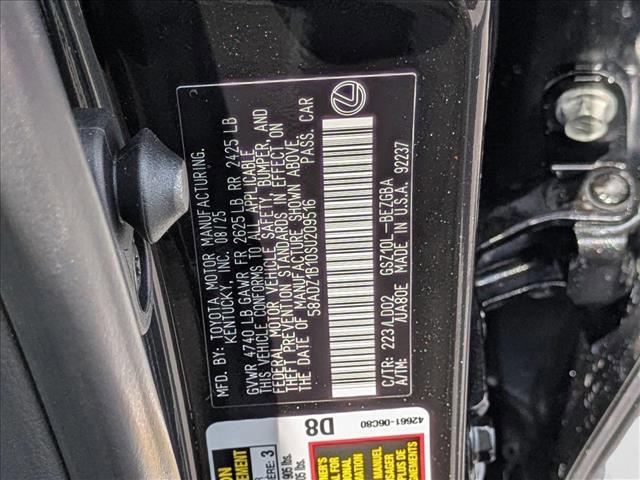 MFD. BY: TOYOTA MOTOR MANUFACTURING.
KENTUCKY, INC. 08/25
GVWR 4740 LB GAWR FR 2625 LB RR 2425 LB
THIS VEHICLE CONFORMS TO ALL APPLICABLE
FEDERAL MOTOR VEHICLE SAFETY, BUMPER, AND
THEFT PREVENTION STANDARDS IN EFFECT ON
THE DATE OF MANUFACTURE SHOWN ABOVE.
58ADZ1B10SU209516 PASS. CAR
C/TR: 223/LD02 GSZ10L-BEZGBA
A/TM: /UA80E MADE IN U.S.A. 92237
D8 42661-06C80